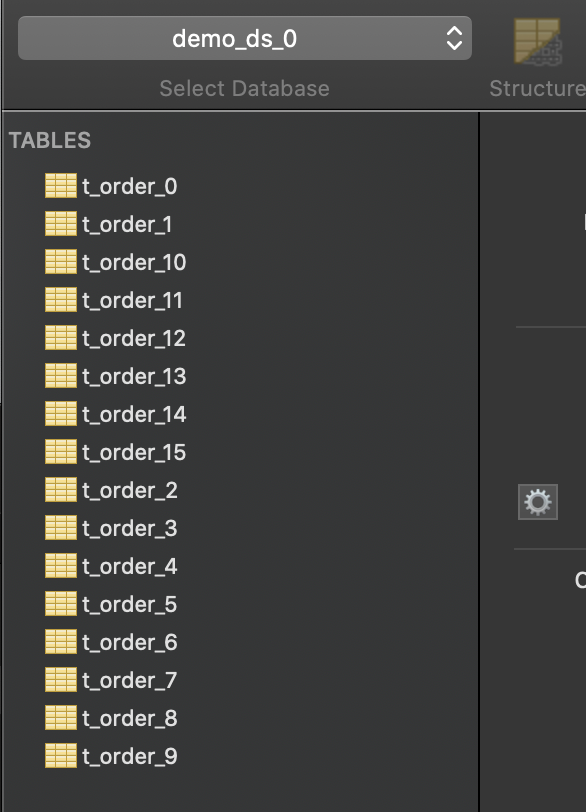 demo_ds_0
Select Database
Structure
TABLES
t_order_0
t_order_1
t_order_10
t_order_11
t_order_12
t_order_13
t_order_14
t_order_15
t_order_2
t_order_3
t_order_4
t_order_5
t_order_6
t_order_7
t_order_8
t_order_9